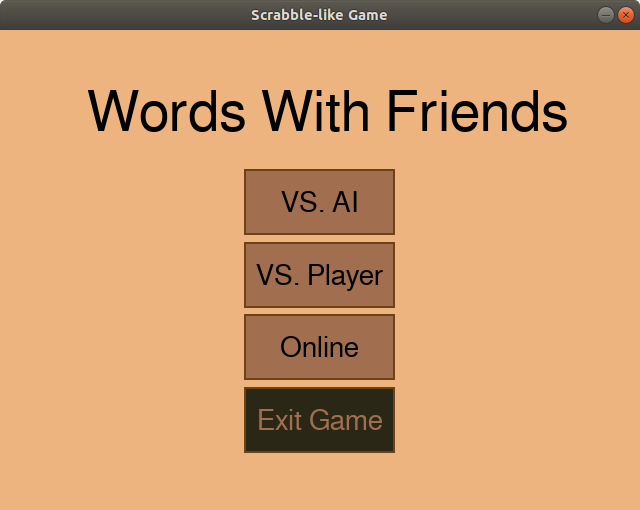 Scrabble-like Game
Words With Friends
VS. AI
VS. Player
Online
Exit Game